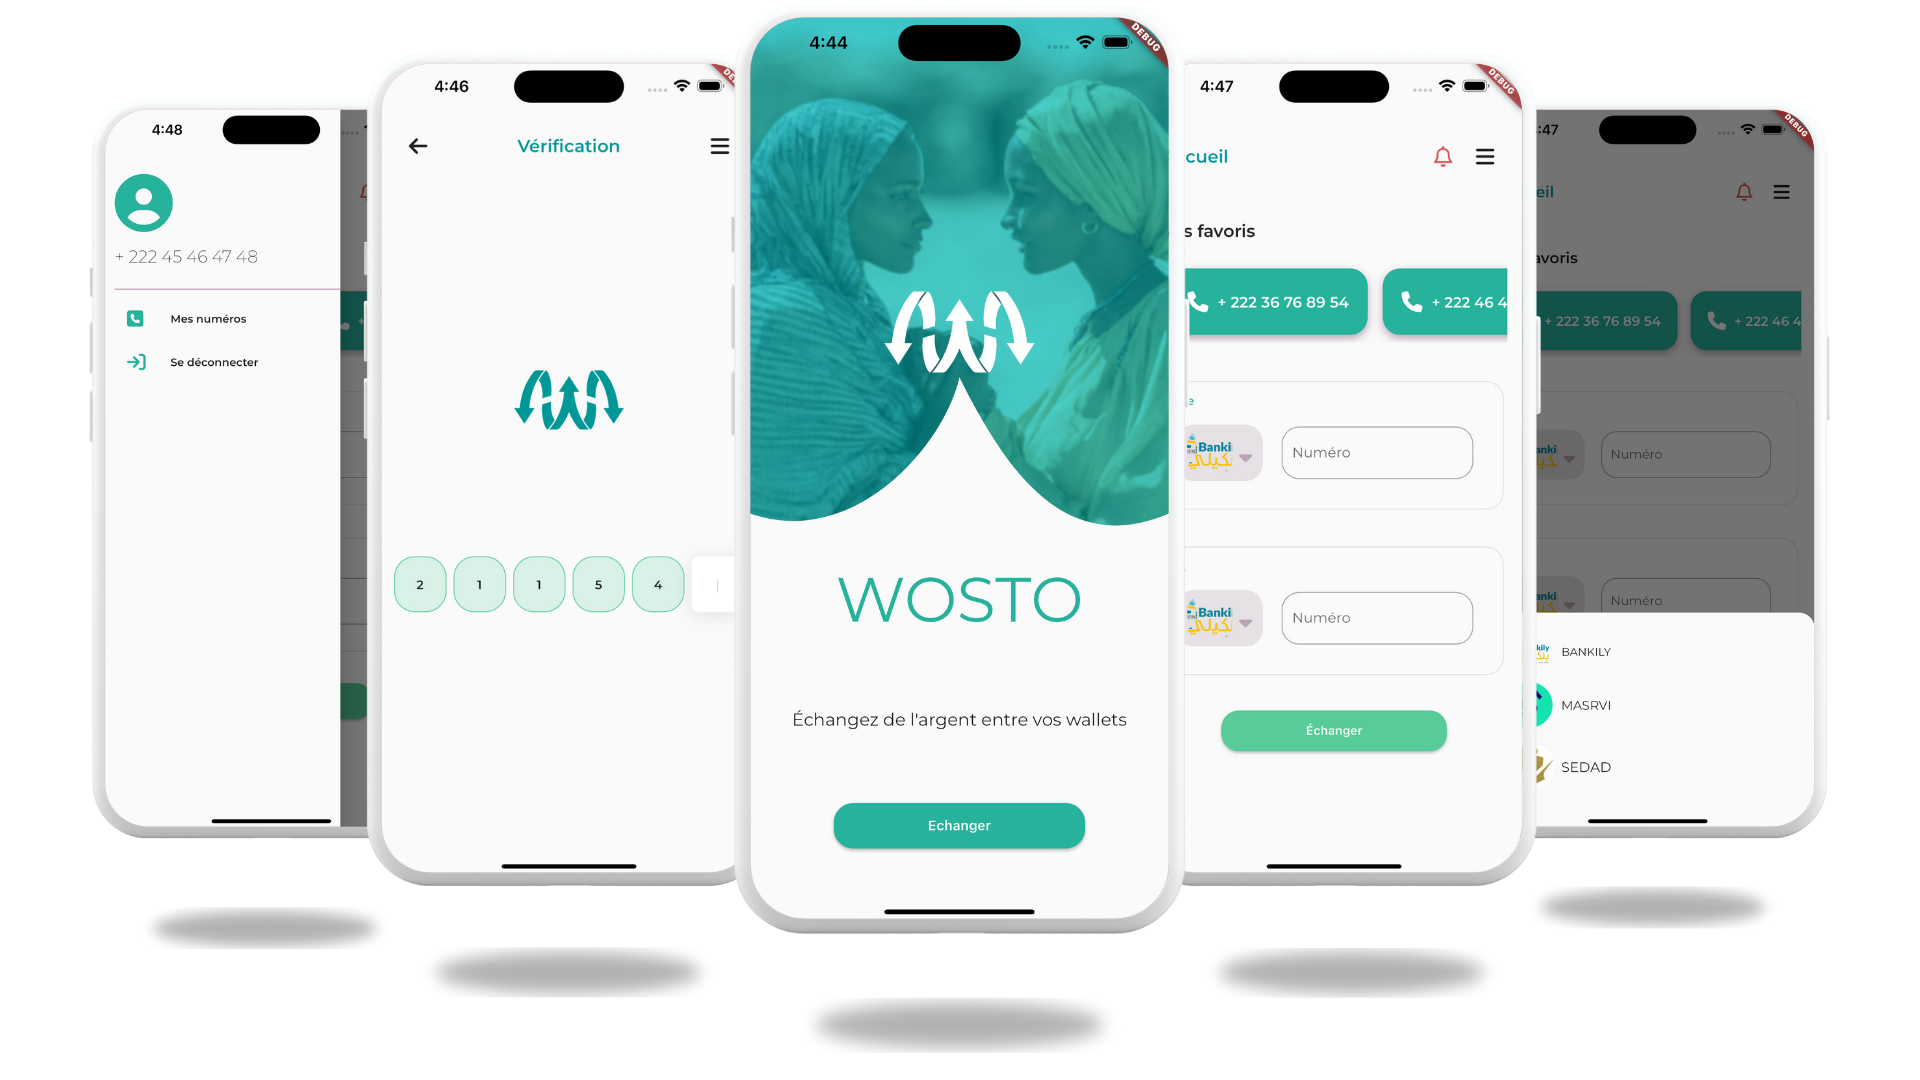 4:48
+ 222 45 46 47 48
Mes numéros
Se déconnecter
4:46
Vérification
2 1 1 5 4
4:44
DEBUG
WOSTO
Échangez de l'argent entre vos wallets
Echanger
4:47
DEBUG
cueil
s favoris
+ 222 36 76 89 54
+ 222 46 4
e
Banki
Numéro
Banki
Numéro
Échanger
:47
DEBUG
eil
avoris
+ 222 36 76 89 54
+ 222 46 4
anki
Numéro
anki
Numéro
kily
BANKILY
MASRVI
SEDAD